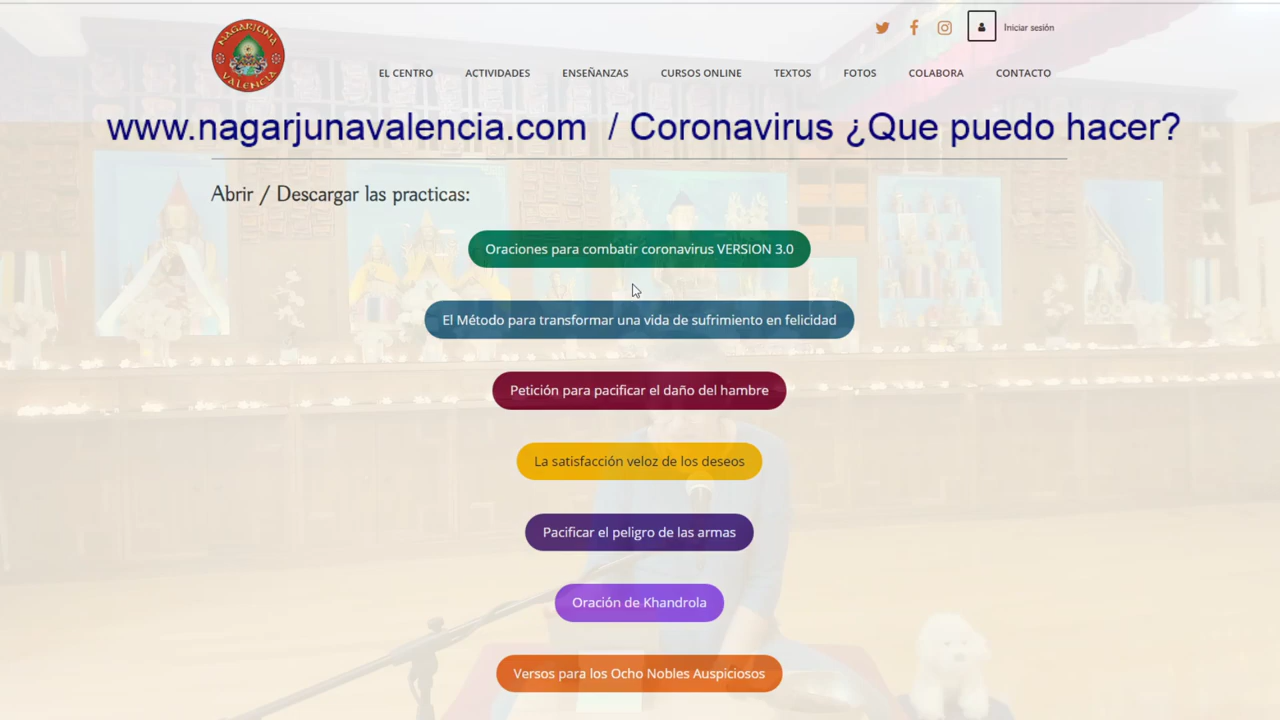 NAGARJUNA
VALENCIA
Iniciar sesión
EL CENTRO ACTIVIDADES ENSEÑANZAS CURSOS ONLINE TEXTOS FOTOS COLABORA CONTACTO
www.nagarjunavalencia.com / Coronavirus ¿Que puedo hacer?
Abrir / Descargar las practicas:
Oraciones para combatir coronavirus VERSION 3.0
El Método para transformar una vida de sufrimiento en felicidad
Petición para pacificar el daño del hambre
La satisfacción veloz de los deseos
Pacificar el peligro de las armas
Oración de Khandrola
Versos para los Ocho Nobles Auspiciosos